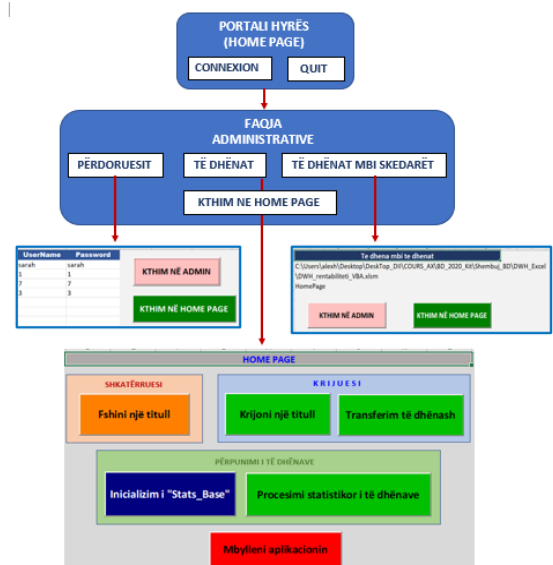 PORTALI HYRËS
(HOME PAGE)
CONNEXION QUIT
FAQJA
ADMINISTRATIVE
PËRDORUESIT TË DHËNAT TË DHËNAT MBI SKEDARËT
KTHIM NE HOME PAGE
UserName Password
sarah sarah
1 1
7 7
3 3
KTHIM NË ADMIN
KTHIM NË HOME PAGE
Te dhena mbi te dhenat
C:\Users\alexh\Desktop\DeskTop_Dil\COURS_AX\BD_2020_Kit\Shembuj_BD\DWH_Excel
\DWH_rentabiliteti_VBA.xlsm
HomePage
KTHIM NË ADMIN KTHIM NË HOME PAGE
HOME PAGE
SHKATËRRUESI KRIJUESI
Fshini një titull Krijoni një titull Transferim të dhënash
PËRPUNIMI I TË DHËNAVE
Inicializim i "Stats_Base" Procesimi statistikor i të dhënave
Mbylleni aplikacionin